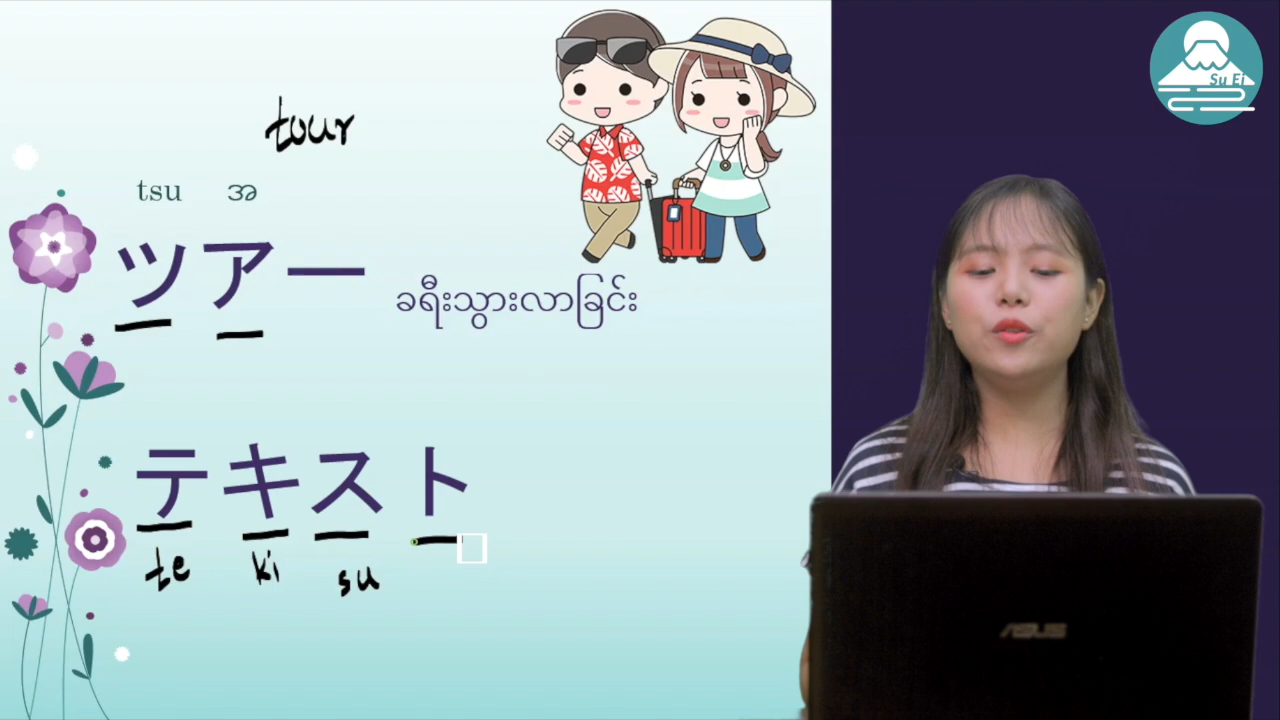 tour
tsu အ
ツアー ခရီးသွားလာခြင်း
テキスト
te ki su
Su Ei
ASUS